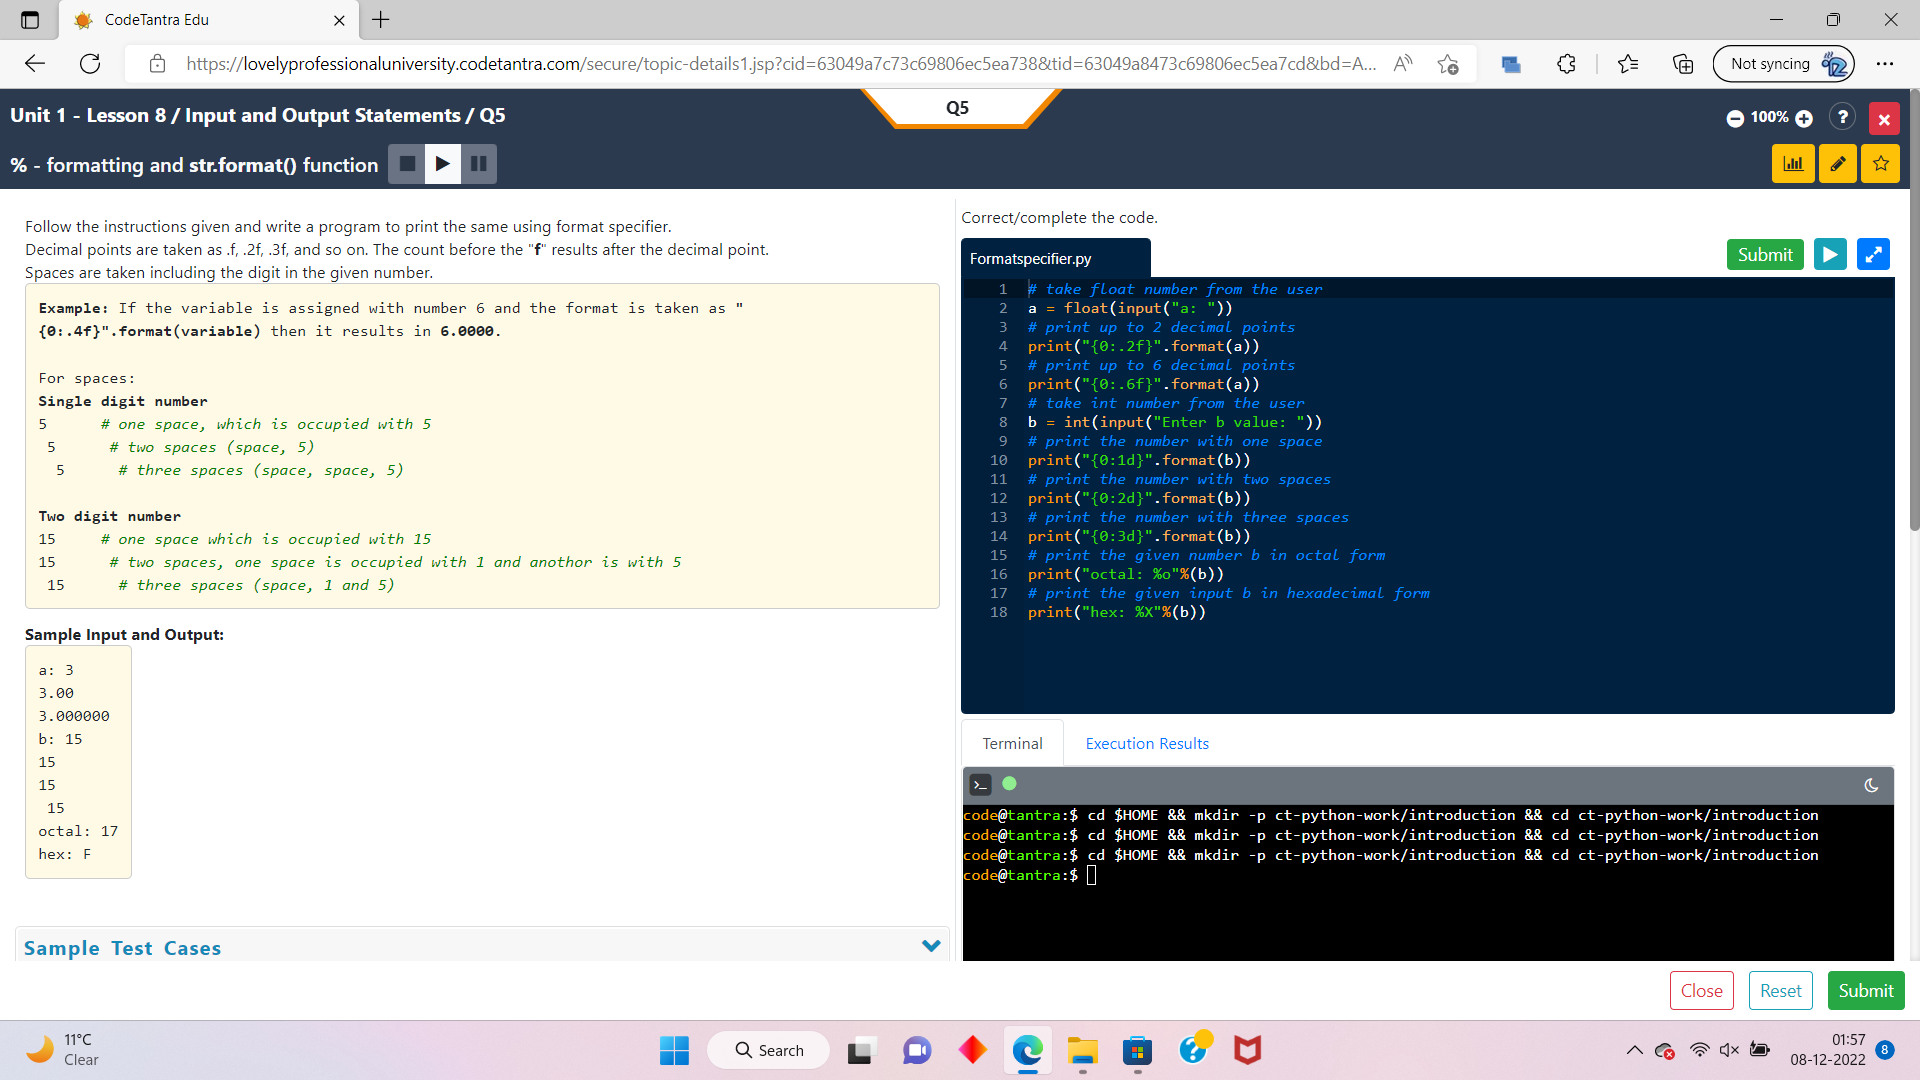 CodeTantra Edu
https://lovelyprofessionaluniversity.codetantra.com/secure/topic-details1.jsp?cid=63049a7c73c69806ec5ea738&tid=63049a8473c69806ec5ea7cd&bd=A...
Not syncing
Unit 1 - Lesson 8 / Input and Output Statements / Q5
Q5
100%
?
% - formatting and str.format() function
Follow the instructions given and write a program to print the same using format specifier.
Decimal points are taken as .f, .2f, .3f, and so on. The count before the "f" results after the decimal point.
Spaces are taken including the digit in the given number.
Example: If the variable is assigned with number 6 and the format is taken as "
{0:.4f}".format(variable) then it results in 6.0000.
For spaces:
Single digit number
5 # one space, which is occupied with 5
5 # two spaces (space, 5)
5 # three spaces (space, space, 5)
Two digit number
15 # one space which is occupied with 15
15 # two spaces, one space is occupied with 1 and anothor is with 5
15 # three spaces (space, 1 and 5)
Sample Input and Output:
a: 3
3.00
3.000000
b: 15
15
15
15
octal: 17
hex: F
Sample Test Cases
Correct/complete the code.
Formatspecifier.py
Submit
1 # take float number from the user
2 a = float(input("a: "))
3 # print up to 2 decimal points
4 print("{0:.2f}".format(a))
5 # print up to 6 decimal points
6 print("{0:.6f}".format(a))
7 # take int number from the user
8 b = int(input("Enter b value: "))
9 # print the number with one space
10 print("{0:1d}".format(b))
11 # print the number with two spaces
12 print("{0:2d}".format(b))
13 # print the number with three spaces
14 print("{0:3d}".format(b))
15 # print the given number b in octal form
16 print("octal: %o"%(b))
17 # print the given input b in hexadecimal form
18 print("hex: %X"%(b))
Terminal
Execution Results
code@tantra:$ cd $HOME && mkdir -p ct-python-work/introduction && cd ct-python-work/introduction
code@tantra:$ cd $HOME && mkdir -p ct-python-work/introduction && cd ct-python-work/introduction
code@tantra:$ cd $HOME && mkdir -p ct-python-work/introduction && cd ct-python-work/introduction
code@tantra:$
Close
Reset
Submit
11°C
Clear
Search
01:57
08-12-2022
8